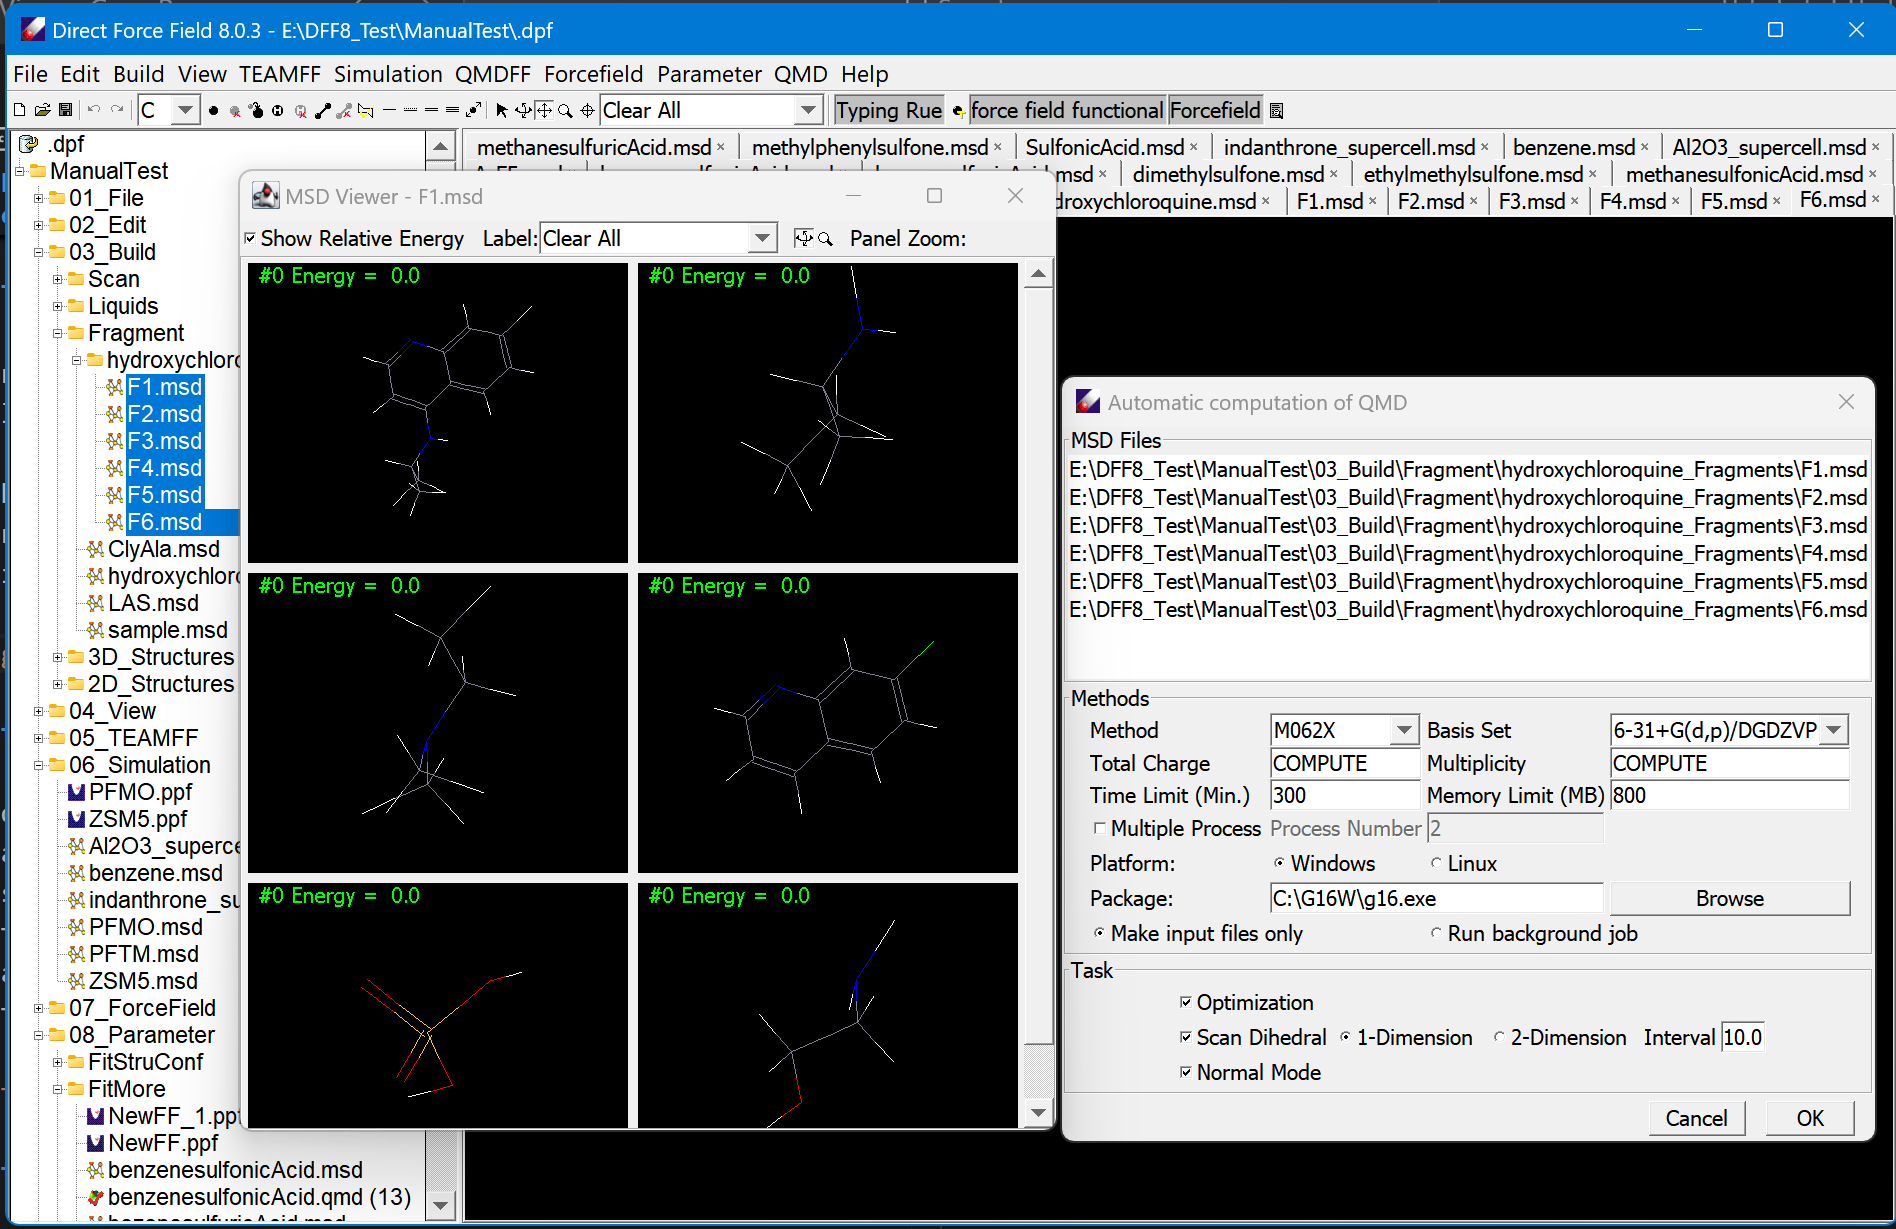 Direct Force Field 8.0.3 - E:\DFF8_Test\ManualTest\.dpf
File Edit Build View TEAMFF Simulation QMDFF Forcefield Parameter QMD Help
C Clear All Typing Rue force field functional Forcefield
methanesulfuricAcid.msd methylphenylsulfone.msd SulfonicAcid.msd indanthrone_supercell.msd benzene.msd Al2O3_supercell.msd
msd dimethylsulfone.msd ethylmethylsulfone.msd methanesulfonicAcid.msd
droxychloroquine.msd F1.msd F2.msd F3.msd F4.msd F5.msd F6.msd
.dpf
ManualTest
01_File
02_Edit
03_Build
Scan
Liquids
Fragment
hydroxychlorc
F1.msd
F2.msd
F3.msd
F4.msd
F5.msd
F6.msd
ClyAla.msd
hydroxychlorc
LAS.msd
sample.msd
3D_Structures
2D_Structures
04_View
05_TEAMFF
06_Simulation
PFMO.ppf
ZSM5.ppf
Al2O3_superce
benzene.msd
indanthrone_su
PFMO.msd
PFTM.msd
ZSM5.msd
07_ForceField
08_Parameter
FitStruConf
FitMore
NewFF_1.ppf
NewFF.ppf
benzenesulfonicAcid.msd
benzenesulfonicAcid.qmd (13)
MSD Viewer - F1.msd
Show Relative Energy Label: Clear All Panel Zoom:
#0 Energy = 0.0
#0 Energy = 0.0
#0 Energy = 0.0
#0 Energy = 0.0
#0 Energy = 0.0
#0 Energy = 0.0
Automatic computation of QMD
MSD Files
E:\DFF8_Test\ManualTest\03_Build\Fragment\hydroxychloroquine_Fragments\F1.msd
E:\DFF8_Test\ManualTest\03_Build\Fragment\hydroxychloroquine_Fragments\F2.msd
E:\DFF8_Test\ManualTest\03_Build\Fragment\hydroxychloroquine_Fragments\F3.msd
E:\DFF8_Test\ManualTest\03_Build\Fragment\hydroxychloroquine_Fragments\F4.msd
E:\DFF8_Test\ManualTest\03_Build\Fragment\hydroxychloroquine_Fragments\F5.msd
E:\DFF8_Test\ManualTest\03_Build\Fragment\hydroxychloroquine_Fragments\F6.msd
Methods
Method M062X Basis Set 6-31+G(d,p)/DGDZVP
Total Charge COMPUTE Multiplicity COMPUTE
Time Limit (Min.) 300 Memory Limit (MB) 800
Multiple Process Process Number 2
Platform: Windows Linux
Package: C:\G16W\g16.exe Browse
Make input files only Run background job
Task
Optimization
Scan Dihedral 1-Dimension 2-Dimension Interval 10.0
Normal Mode
Cancel OK